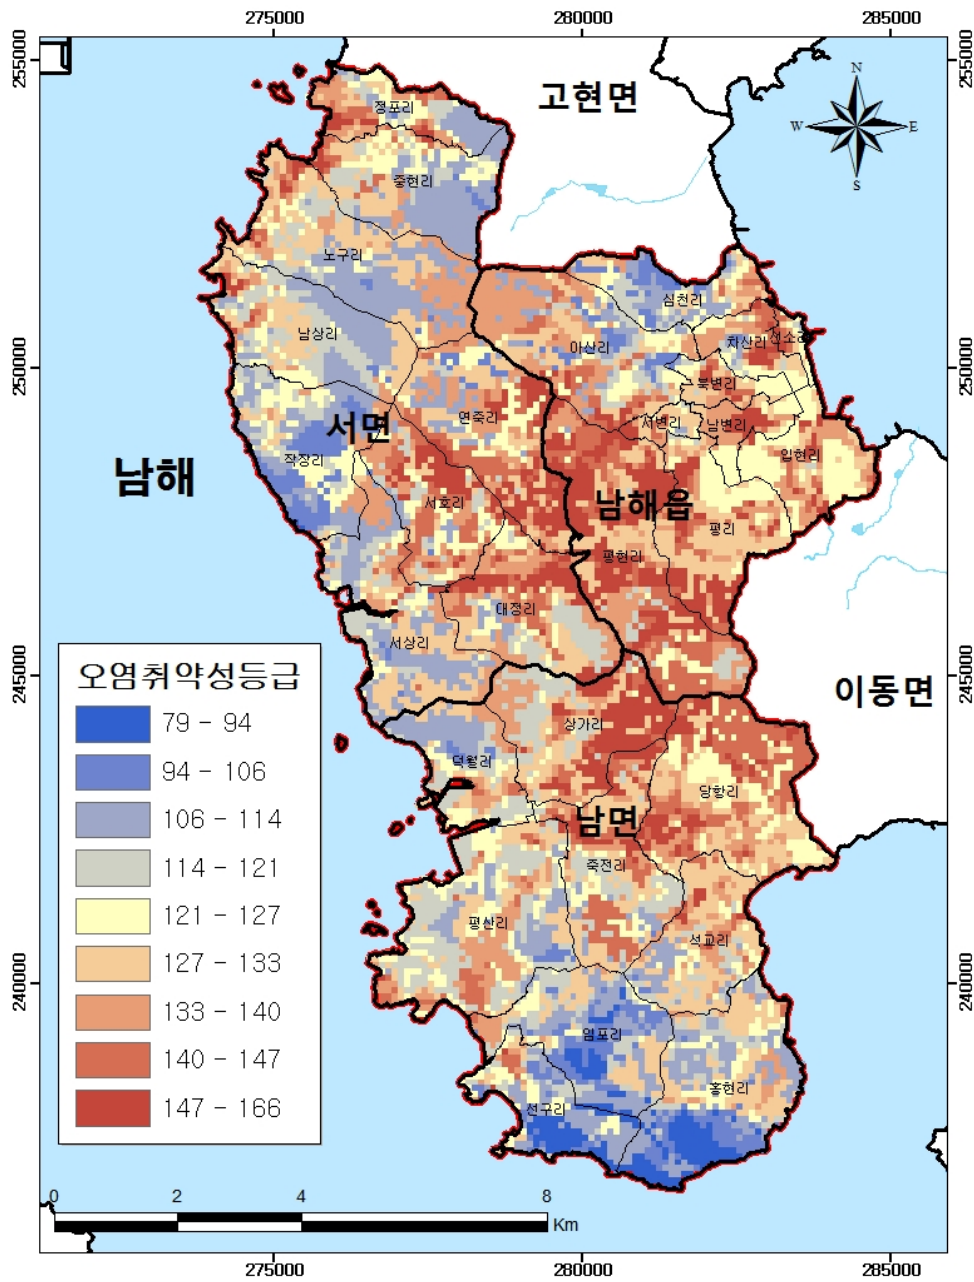 275000
280000
285000
255000
255000
고현면
N
W
E
S
정포리
중현리
노구리
심천리
남상리
아산리
차산리
선소리
250000
250000
북변리
연죽리
서변리
남변리
서면
작장리
입현리
남해
서호리
남해읍
평리
평현리
대정리
서상리
245000
245000
이동면
오염취약성등급
79 - 94
94 - 106
106 - 114
114 - 121
121 - 127
127 - 133
133 - 140
140 - 147
147 - 166
상가리
덕월리
당항리
남면
죽전리
평산리
석교리
240000
240000
임포리
홍현리
선구리
0
2
4
8
Km
275000
280000
285000